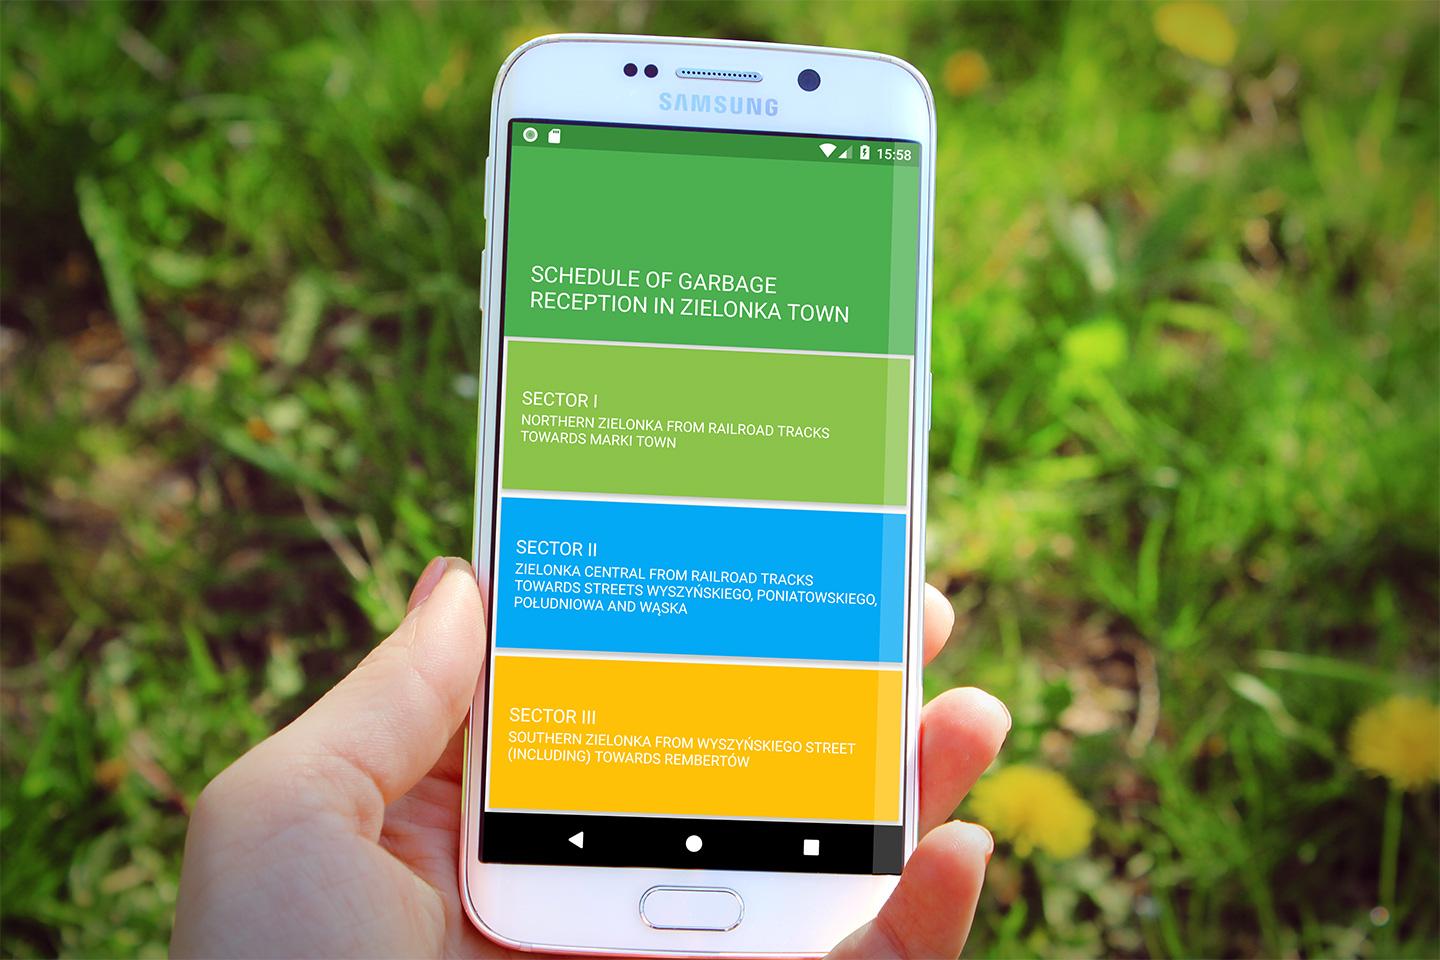 SAMSUNG
15:58
SCHEDULE OF GARBAGE
RECEPTION IN ZIELONKA TOWN
SECTOR I
NORTHERN ZIELONKA FROM RAILROAD TRACKS
TOWARDS MARKI TOWN
SECTOR II
ZIELONKA CENTRAL FROM RAILROAD TRACKS
TOWARDS STREETS WYSZYŃSKIEGO, PONIATOWSKIEGO,
POŁUDNIOWA AND WĄSKA
SECTOR III
SOUTHERN ZIELONKA FROM WYSZYŃSKIEGO STREET
(INCLUDING) TOWARDS REMBERTÓW